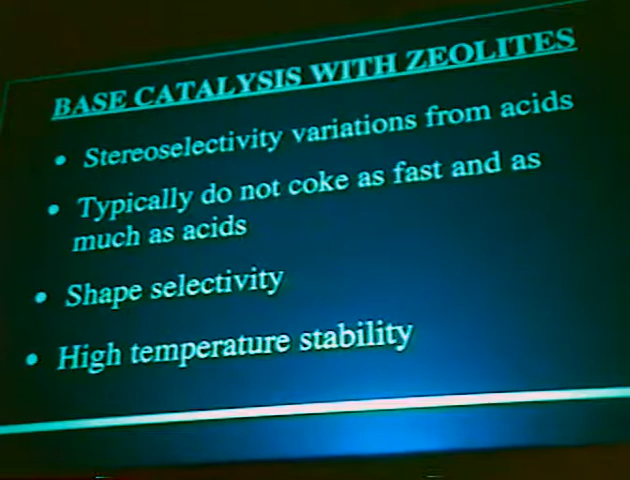 BASE CATALYSIS WITH ZEOLITES
• Stereoselectivity variations from acids
• Typically do not coke as fast and as
much as acids
• Shape selectivity
• High temperature stability